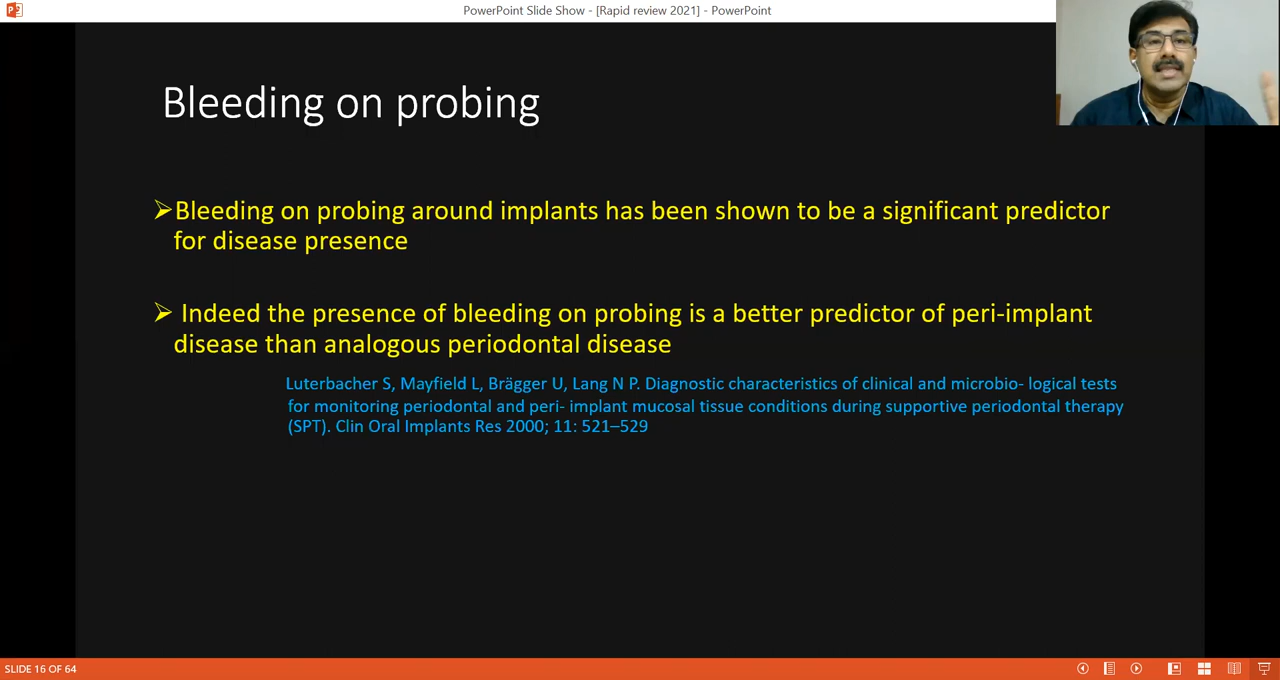 PowerPoint Slide Show - [Rapid review 2021] - PowerPoint
Bleeding on probing
➢Bleeding on probing around implants has been shown to be a significant predictor
for disease presence
➢ Indeed the presence of bleeding on probing is a better predictor of peri-implant
disease than analogous periodontal disease
Luterbacher S, Mayfield L, Brägger U, Lang N P. Diagnostic characteristics of clinical and microbio- logical tests
for monitoring periodontal and peri- implant mucosal tissue conditions during supportive periodontal therapy
(SPT). Clin Oral Implants Res 2000; 11: 521–529
SLIDE 16 OF 64